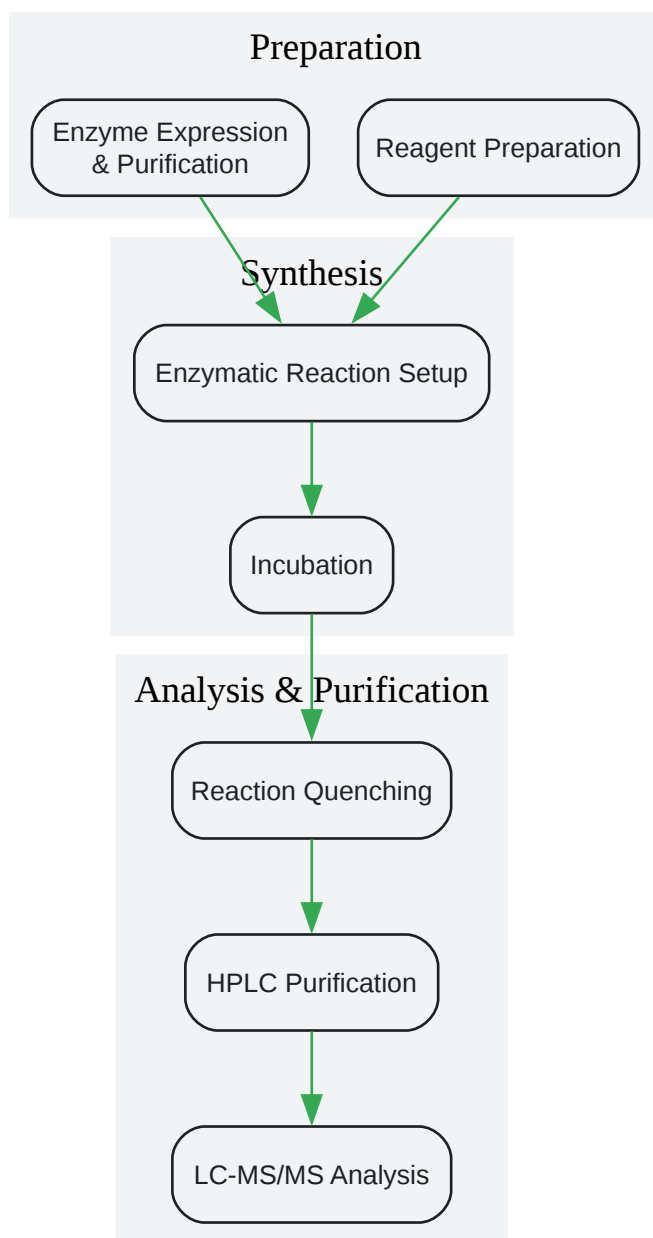 Preparation
Enzyme Expression
& Purification
Reagent Preparation
Synthesis
Enzymatic Reaction Setup
Incubation
Analysis & Purification
Reaction Quenching
HPLC Purification
LC-MS/MS Analysis